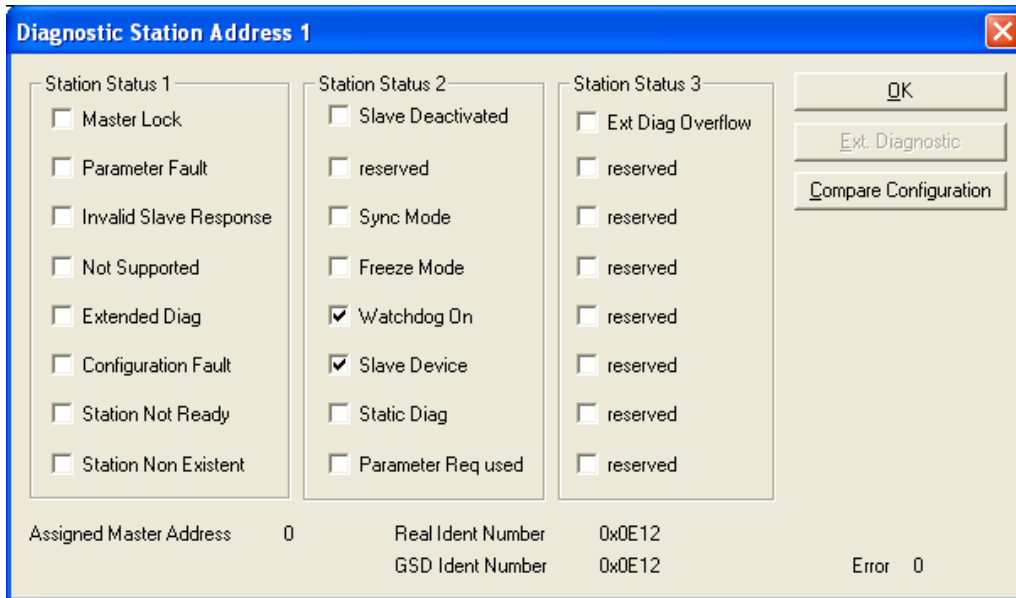 Diagnostic Station Address 1
Station Status 1
Master Lock
Parameter Fault
Invalid Slave Response
Not Supported
Extended Diag
Configuration Fault
Station Not Ready
Station Non Existent
Station Status 2
Slave Deactivated
reserved
Sync Mode
Freeze Mode
Watchdog On
Slave Device
Static Diag
Parameter Req used
Station Status 3
Ext Diag Overflow
reserved
reserved
reserved
reserved
reserved
reserved
reserved
OK
Ext. Diagnostic
Compare Configuration
Assigned Master Address 0
Real Ident Number 0x0E12
GSD Ident Number 0x0E12
Error 0